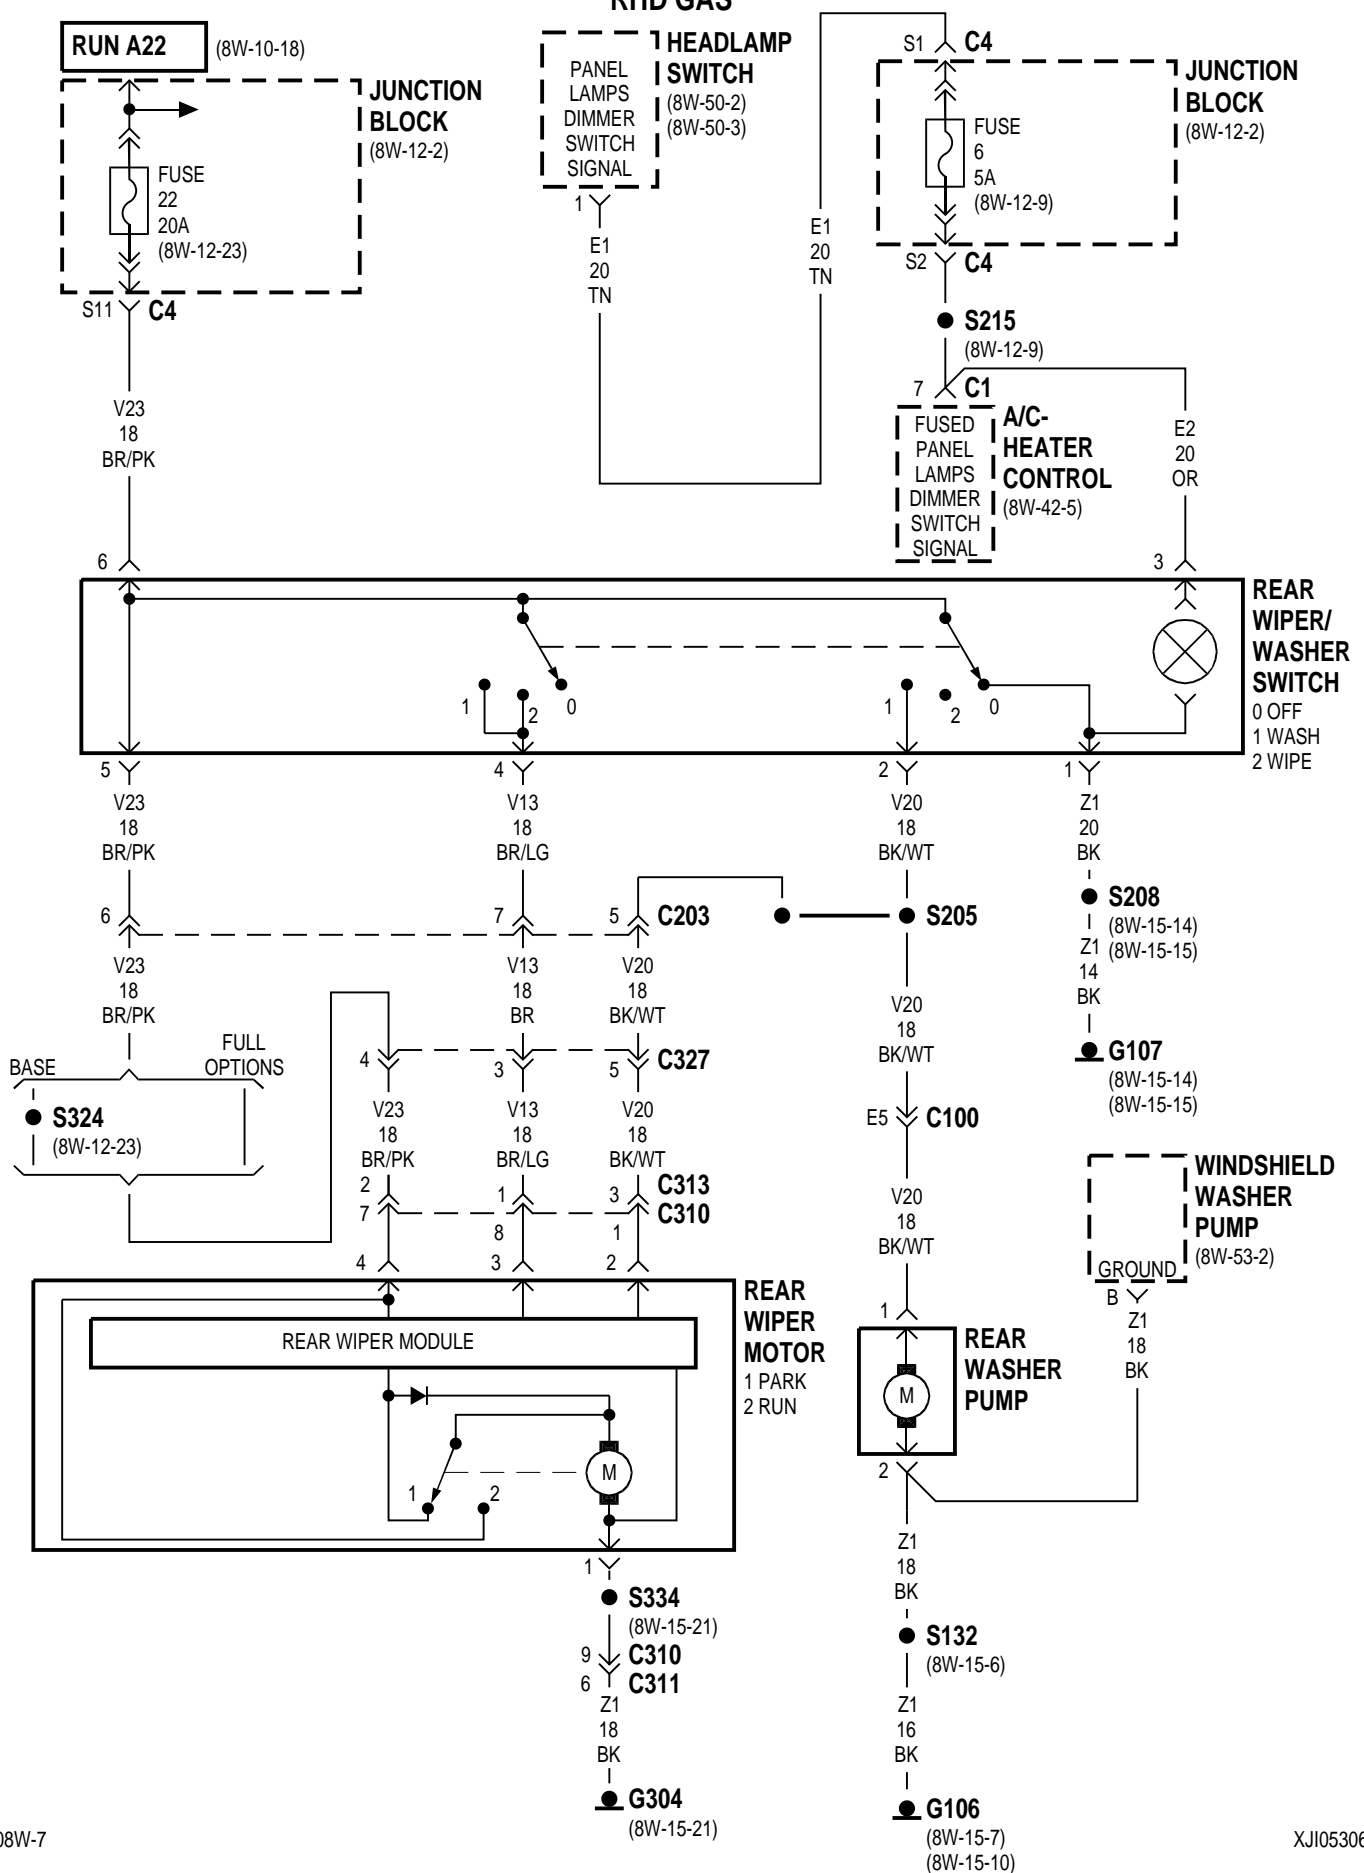 RHD GAS
RUN A22
(8W-10-18)
JUNCTION
BLOCK
(8W-12-2)
FUSE
22
20A
(8W-12-23)
S11
C4
V23
18
BR/PK
6
PANEL
LAMPS
DIMMER
SWITCH
SIGNAL
HEADLAMP
SWITCH
(8W-50-2)
(8W-50-3)
1
E1
20
TN
E1
20
TN
S1
C4
JUNCTION
BLOCK
(8W-12-2)
FUSE
6
5A
(8W-12-9)
S2
C4
S215
(8W-12-9)
7
C1
FUSED
PANEL
LAMPS
DIMMER
SWITCH
SIGNAL
A/C-
HEATER
CONTROL
(8W-42-5)
E2
20
OR
3
REAR
WIPER/
WASHER
SWITCH
0 OFF
1 WASH
2 WIPE
1
2
0
1
2
0
5
4
2
1
V23
18
BR/PK
V13
18
BR/LG
V20
18
BK/WT
Z1
20
BK
6
7
5
C203
S205
S208
(8W-15-14)
(8W-15-15)
V23
18
BR/PK
V13
18
BR
V20
18
BK/WT
V20
18
BK/WT
Z1
14
BK
G107
(8W-15-14)
(8W-15-15)
BASE
FULL
OPTIONS
S324
(8W-12-23)
4
3
5
C327
V23
18
BR/PK
V13
18
BR/LG
V20
18
BK/WT
E5
C100
2
1
3
C313
7
8
1
C310
4
3
2
V20
18
BK/WT
WINDSHIELD
WASHER
PUMP
(8W-53-2)
GROUND
B
Z1
18
BK
REAR WIPER MODULE
REAR
WIPER
MOTOR
1 PARK
2 RUN
1
2
M
1
REAR
WASHER
PUMP
M
2
1
S334
(8W-15-21)
9
C310
6
C311
Z1
18
BK
G304
(8W-15-21)
Z1
18
BK
S132
(8W-15-6)
Z1
16
BK
G106
(8W-15-7)
(8W-15-10)
08W-7
XJI05306